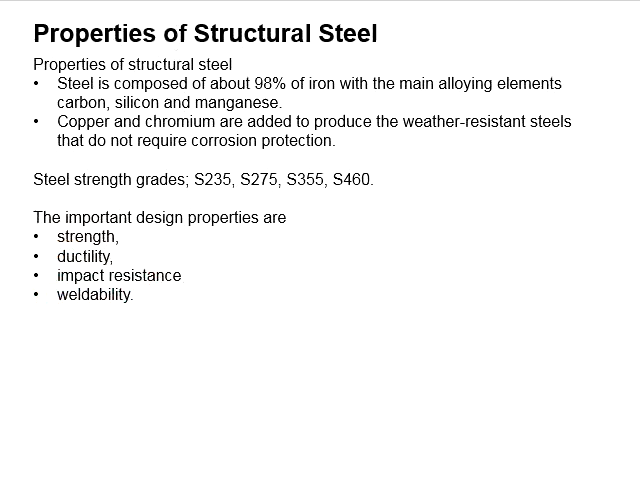 Properties of Structural Steel
Properties of structural steel
• Steel is composed of about 98% of iron with the main alloying elements
carbon, silicon and manganese.
• Copper and chromium are added to produce the weather-resistant steels
that do not require corrosion protection.
Steel strength grades; S235, S275, S355, S460.
The important design properties are
• strength,
• ductility,
• impact resistance
• weldability.